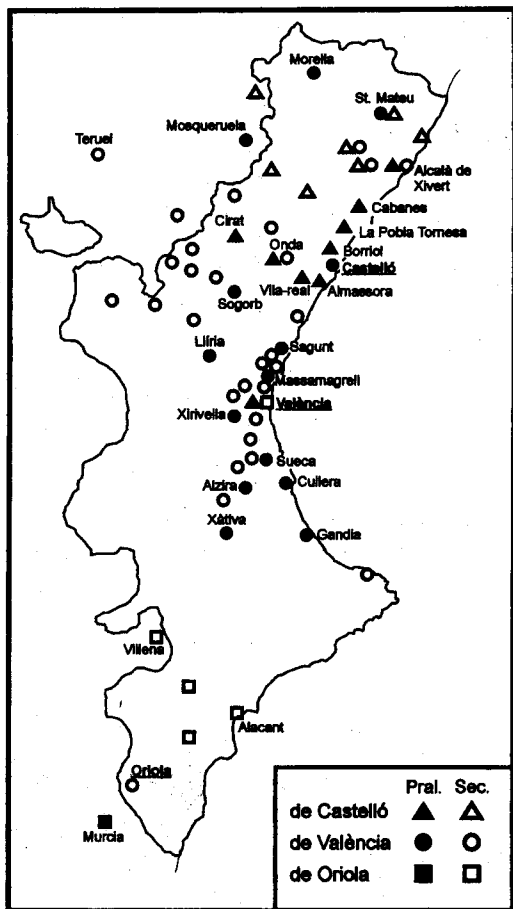 Morella
St. Mateu
Mosqueruela
Teruel
Alcalà de
Xivert
Cabanes
Cirat
La Pobla Tornesa
Onda
Borriol
Castelló
Vila-real
Almassora
Sogorb
Llíria
Sagunt
Massamagrell
València
Xirivella
Sueca
Alzira
Cullera
Xàtiva
Gandia
Villena
Alacant
Oriola
Murcia
Pral. Sec.
de Castelló
de València
de Oriola